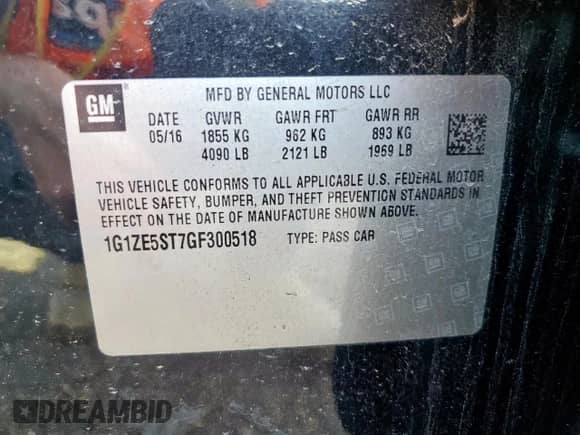 GM
MFD BY GENERAL MOTORS LLC
DATE GVWR GAWR FRT GAWR RR
05/16 1855 KG 962 KG 893 KG
4090 LB 2121 LB 1969 LB
THIS VEHICLE CONFORMS TO ALL APPLICABLE U.S. FEDERAL MOTOR
VEHICLE SAFETY, BUMPER, AND THEFT PREVENTION STANDARDS IN
EFFECT ON THE DATE OF MANUFACTURE SHOWN ABOVE.
1G1ZE5ST7GF300518 TYPE: PASS CAR
DREAMBID